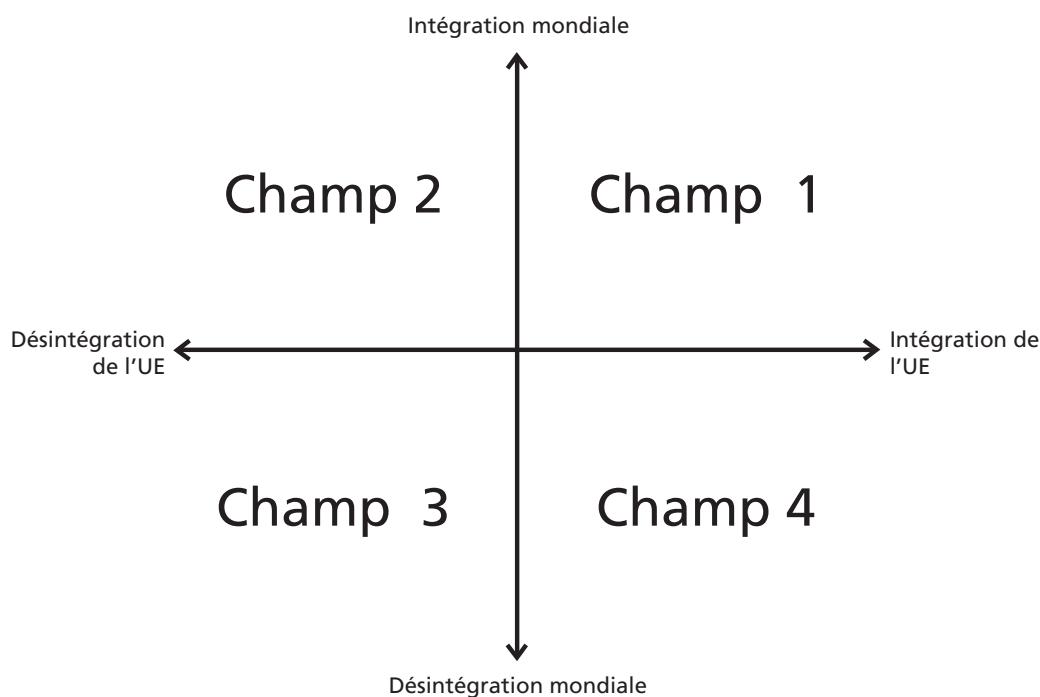 Intégration mondiale
Champ 2
Champ 1
Désintégration
de l'UE
Intégration de
l'UE
Champ 3
Champ 4
Désintégration mondiale